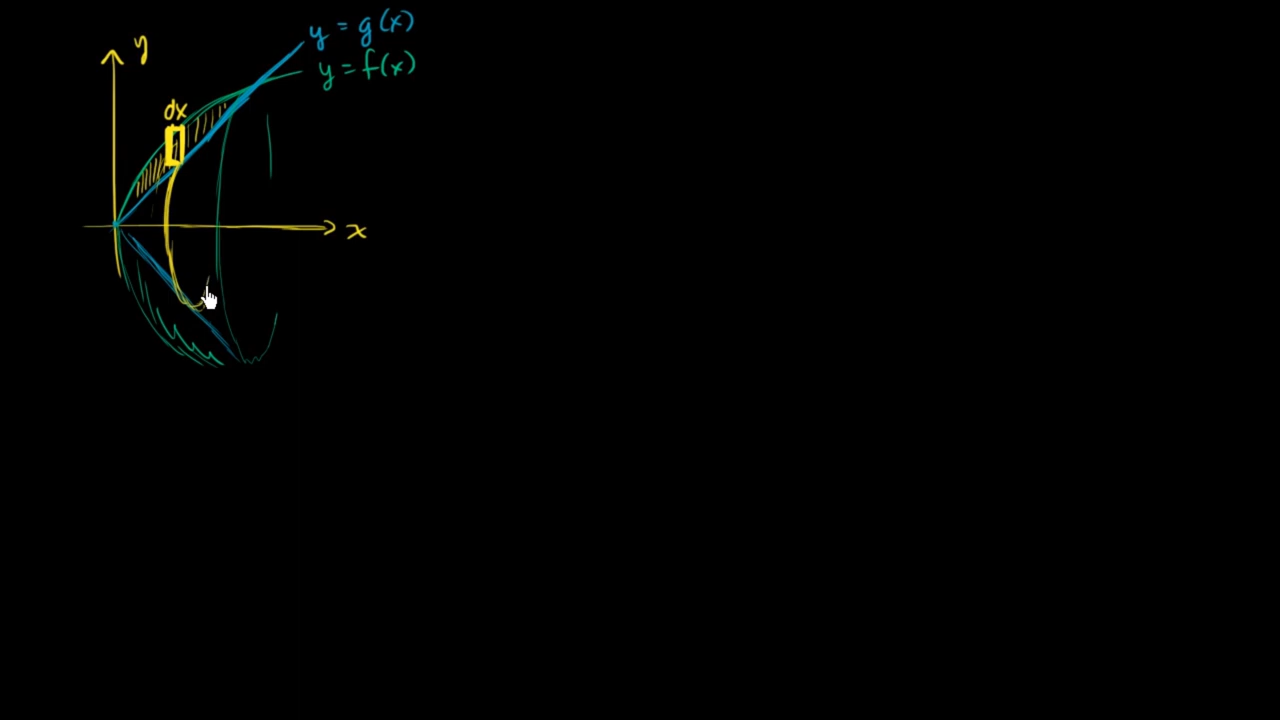 y = g(x)
y
y = f(x)
dx
x